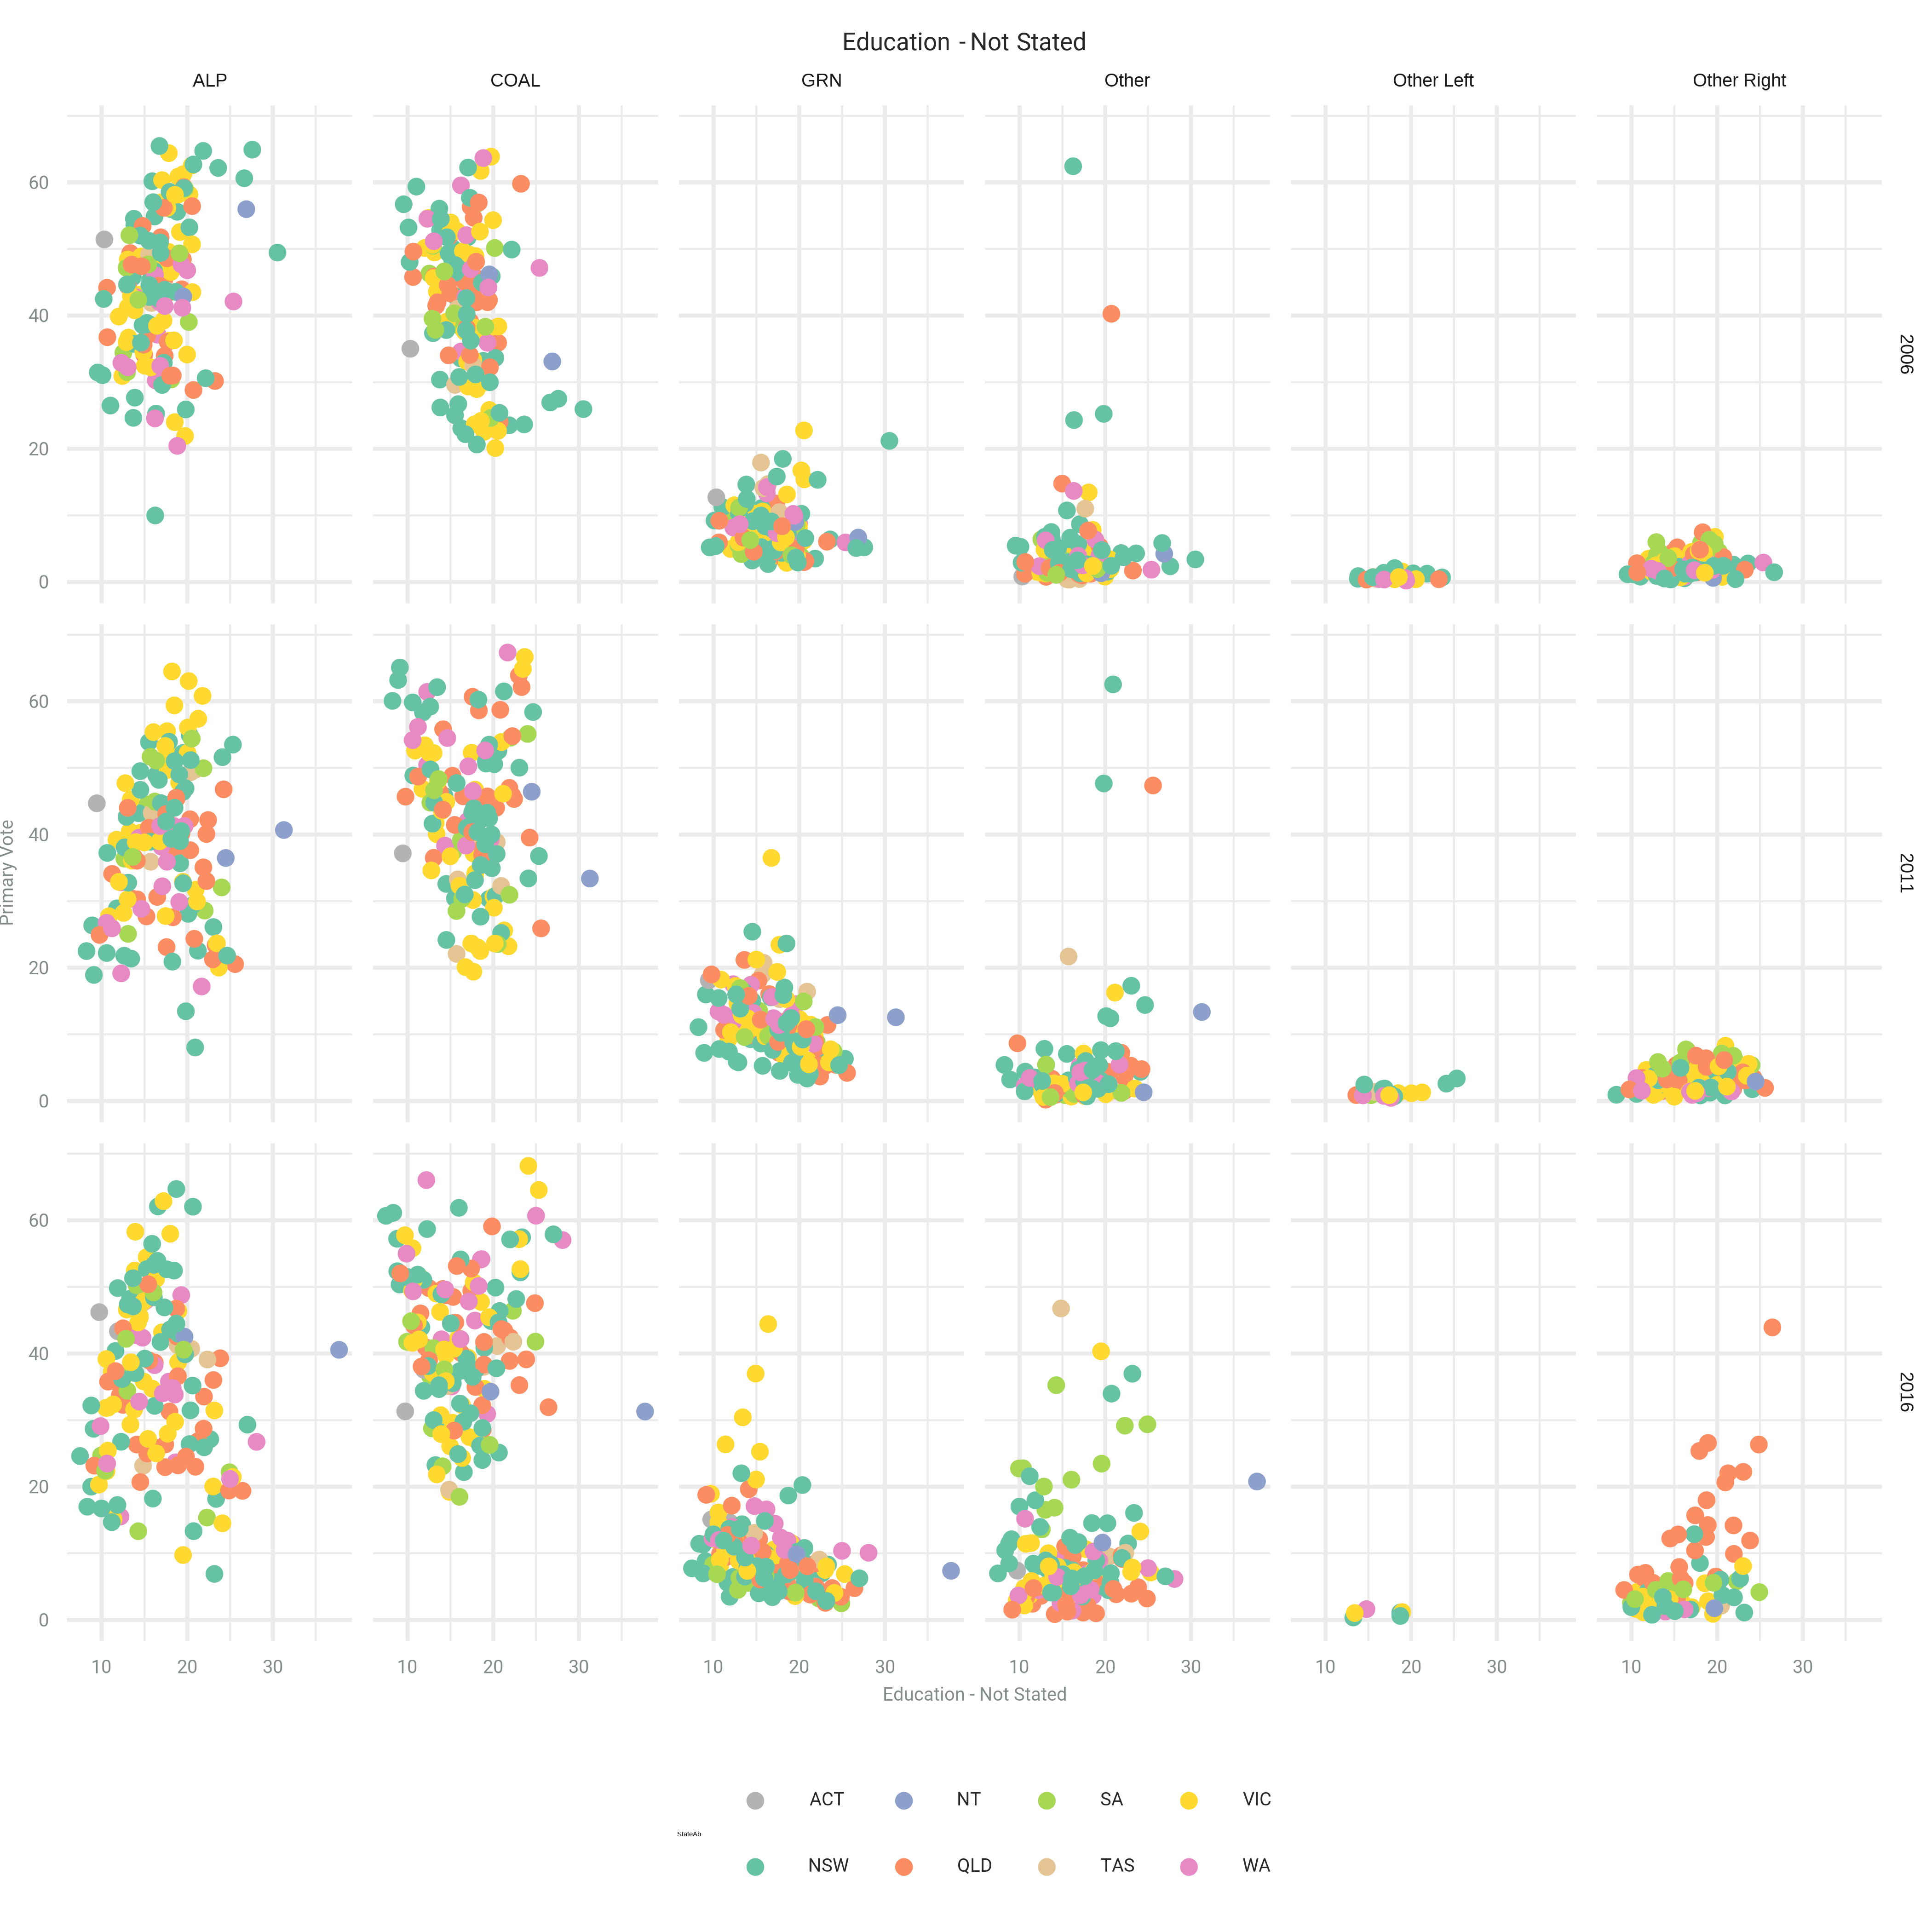 Education - Not Stated
ALP COAL GRN Other Other Left Other Right
60
40
20
0
2006
60
40
20
0
2011
Primary Vote
60
40
20
0
2016
10 20 30 10 20 30 10 20 30 10 20 30 10 20 30 10 20 30
Education - Not Stated
ACT NT SA VIC
StateAb
NSW QLD TAS WA